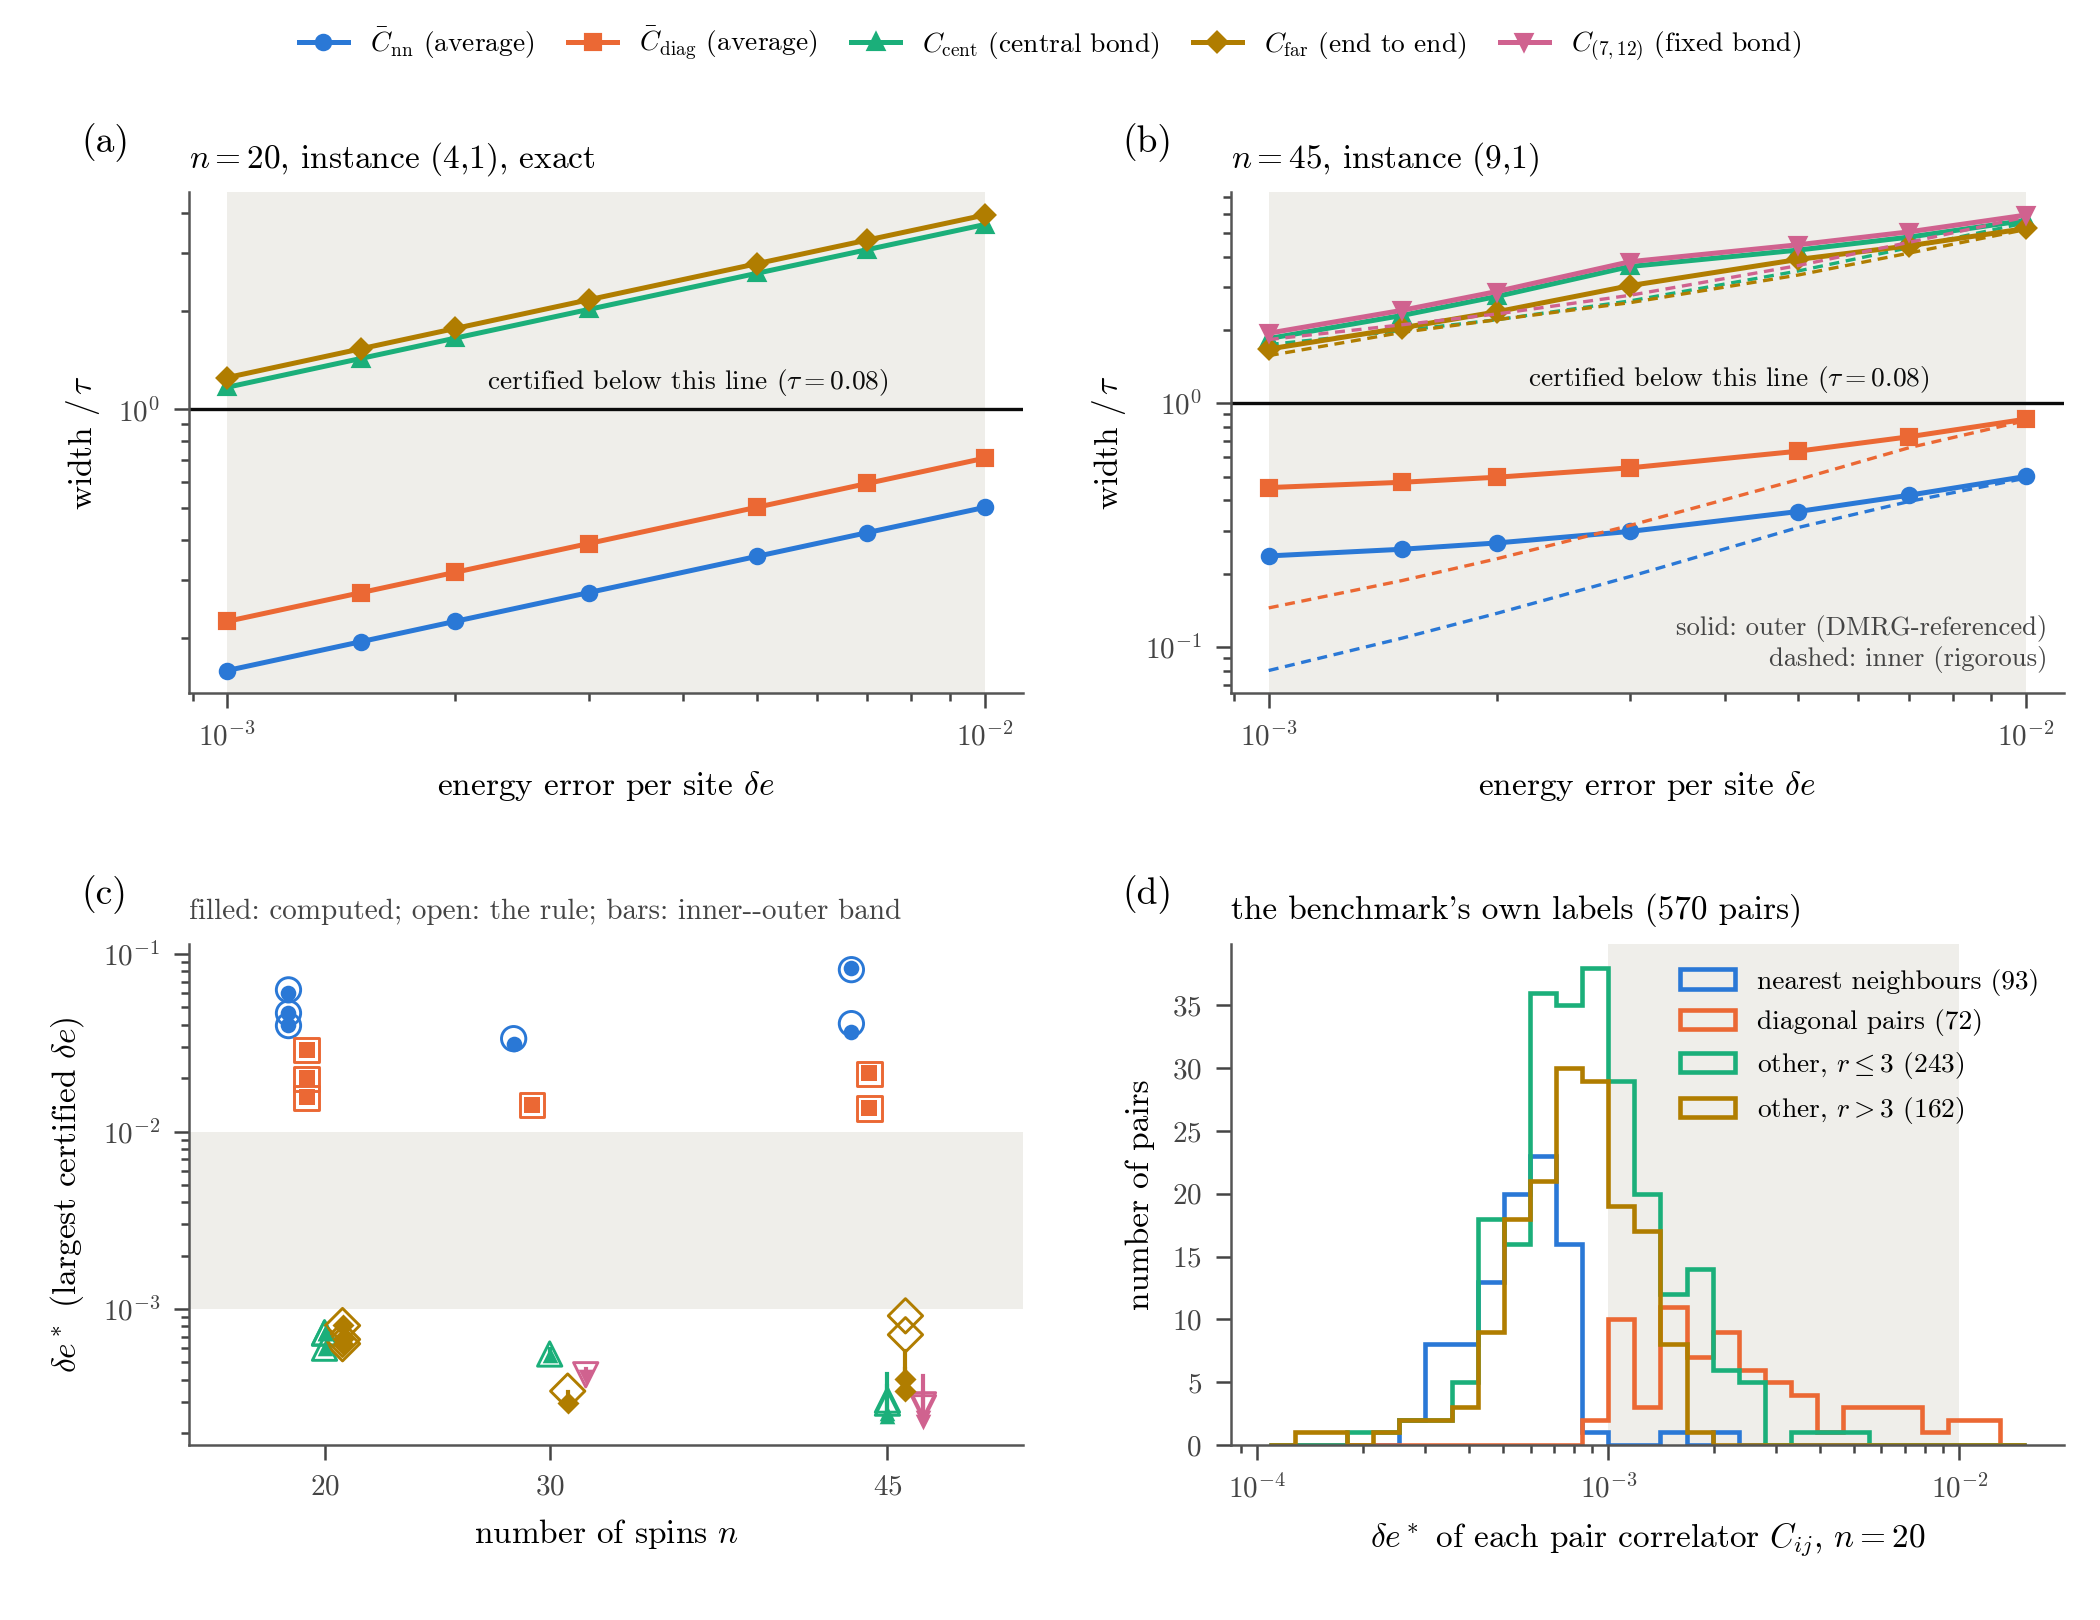 C̄_nn (average) C̄_diag (average) C_cent (central bond) C_far (end to end) C_(7,12) (fixed bond)
(a)
n = 20, instance (4,1), exact
width / τ
10^0
certified below this line (τ = 0.08)
10^−3 10^−2
energy error per site δe
(b)
n = 45, instance (9,1)
width / τ
10^0
10^−1
certified below this line (τ = 0.08)
solid: outer (DMRG-referenced)
dashed: inner (rigorous)
10^−3 10^−2
energy error per site δe
(c)
filled: computed; open: the rule; bars: inner--outer band
δe* (largest certified δe)
10^−1
10^−2
10^−3
20 30 45
number of spins n
(d)
the benchmark's own labels (570 pairs)
number of pairs
35
30
25
20
15
10
5
0
nearest neighbours (93)
diagonal pairs (72)
other, r ≤ 3 (243)
other, r > 3 (162)
10^−4 10^−3 10^−2
δe* of each pair correlator C_ij, n = 20